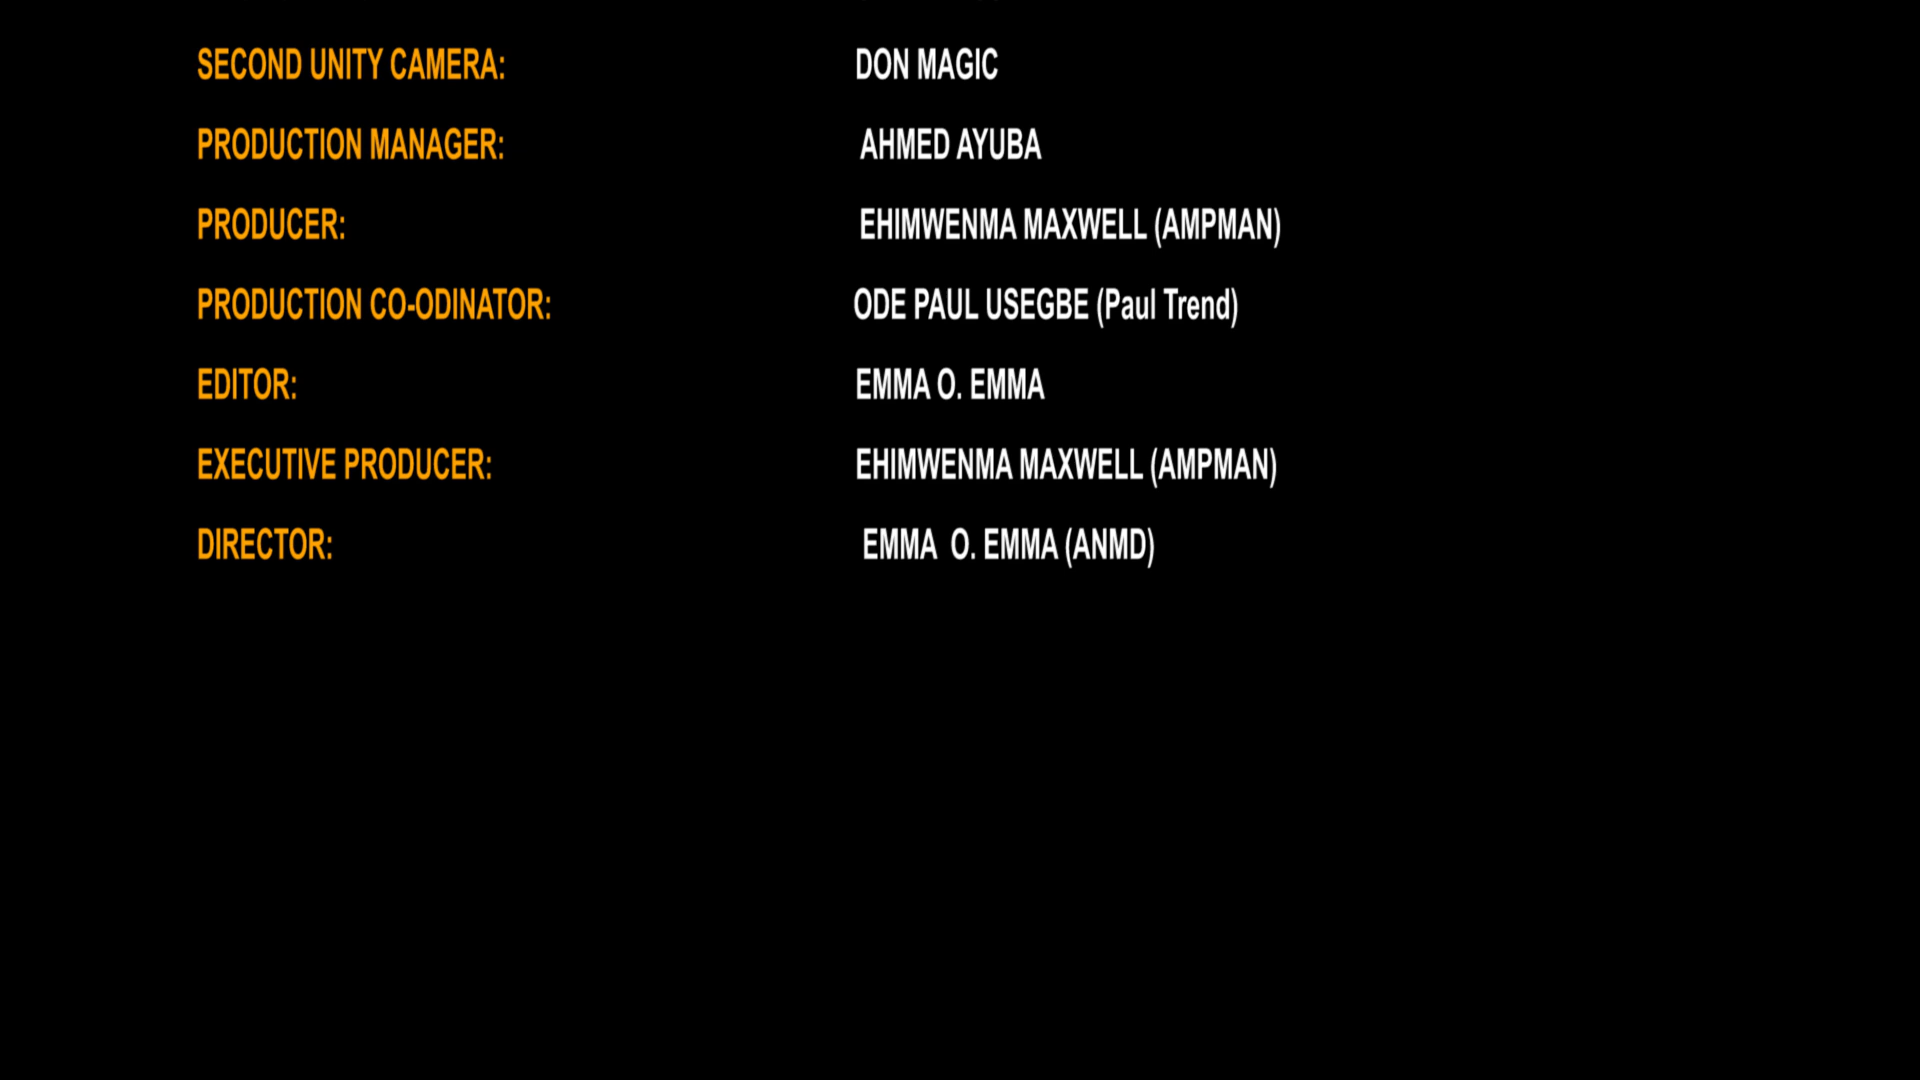 SECOND UNITY CAMERA: DON MAGIC
PRODUCTION MANAGER: AHMED AYUBA
PRODUCER: EHIMWENMA MAXWELL (AMPMAN)
PRODUCTION CO-ODINATOR: ODE PAUL USEGBE (Paul Trend)
EDITOR: EMMA O. EMMA
EXECUTIVE PRODUCER: EHIMWENMA MAXWELL (AMPMAN)
DIRECTOR: EMMA O. EMMA (ANMD)